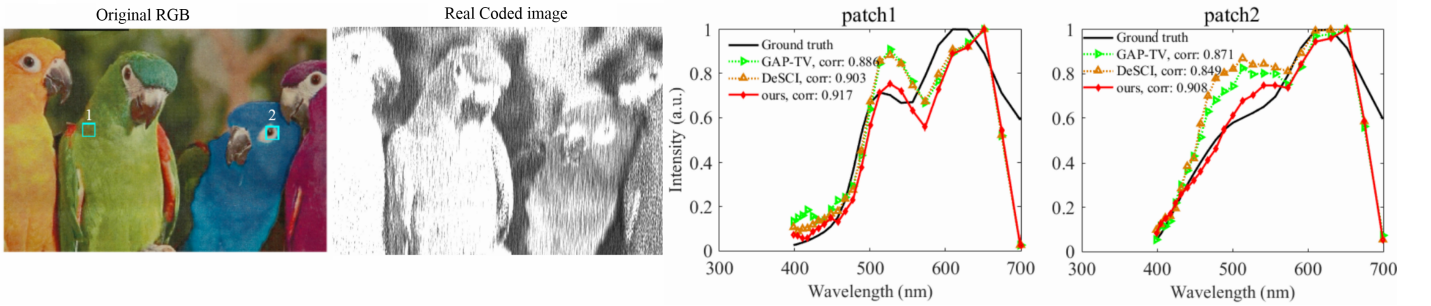 Original RGB
1
2
Real Coded image
patch1
Intensity (a.u.)
1
0.8
0.6
0.4
0.2
0
Ground truth
GAP-TV, corr: 0.886
DeSCI, corr: 0.903
ours, corr: 0.917
300 400 500 600 700
Wavelength (nm)
patch2
1
0.8
0.6
0.4
0.2
0
Ground truth
GAP-TV, corr: 0.871
DeSCI, corr: 0.849
ours, corr: 0.908
300 400 500 600 700
Wavelength (nm)